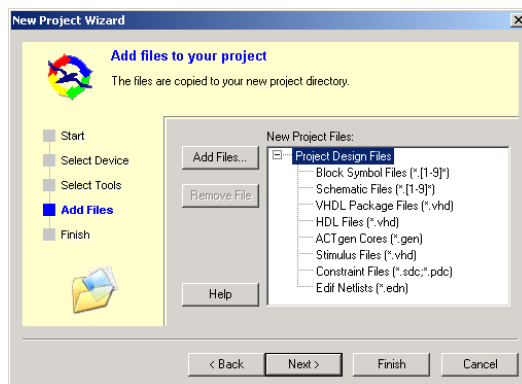 New Project Wizard
Add files to your project
The files are copied to your new project directory.
Start
Select Device
Select Tools
Add Files
Finish
Add Files...
Remove File
Help
New Project Files:
Project Design Files
Block Symbol Files (*.[1-9]*)
Schematic Files (*.[1-9]*)
VHDL Package Files (*.vhd)
HDL Files (*.vhd)
ACTgen Cores (*.gen)
Stimulus Files (*.vhd)
Constraint Files (*.sdc;*.pdc)
Edif Netlists (*.edn)
< Back
Next >
Finish
Cancel